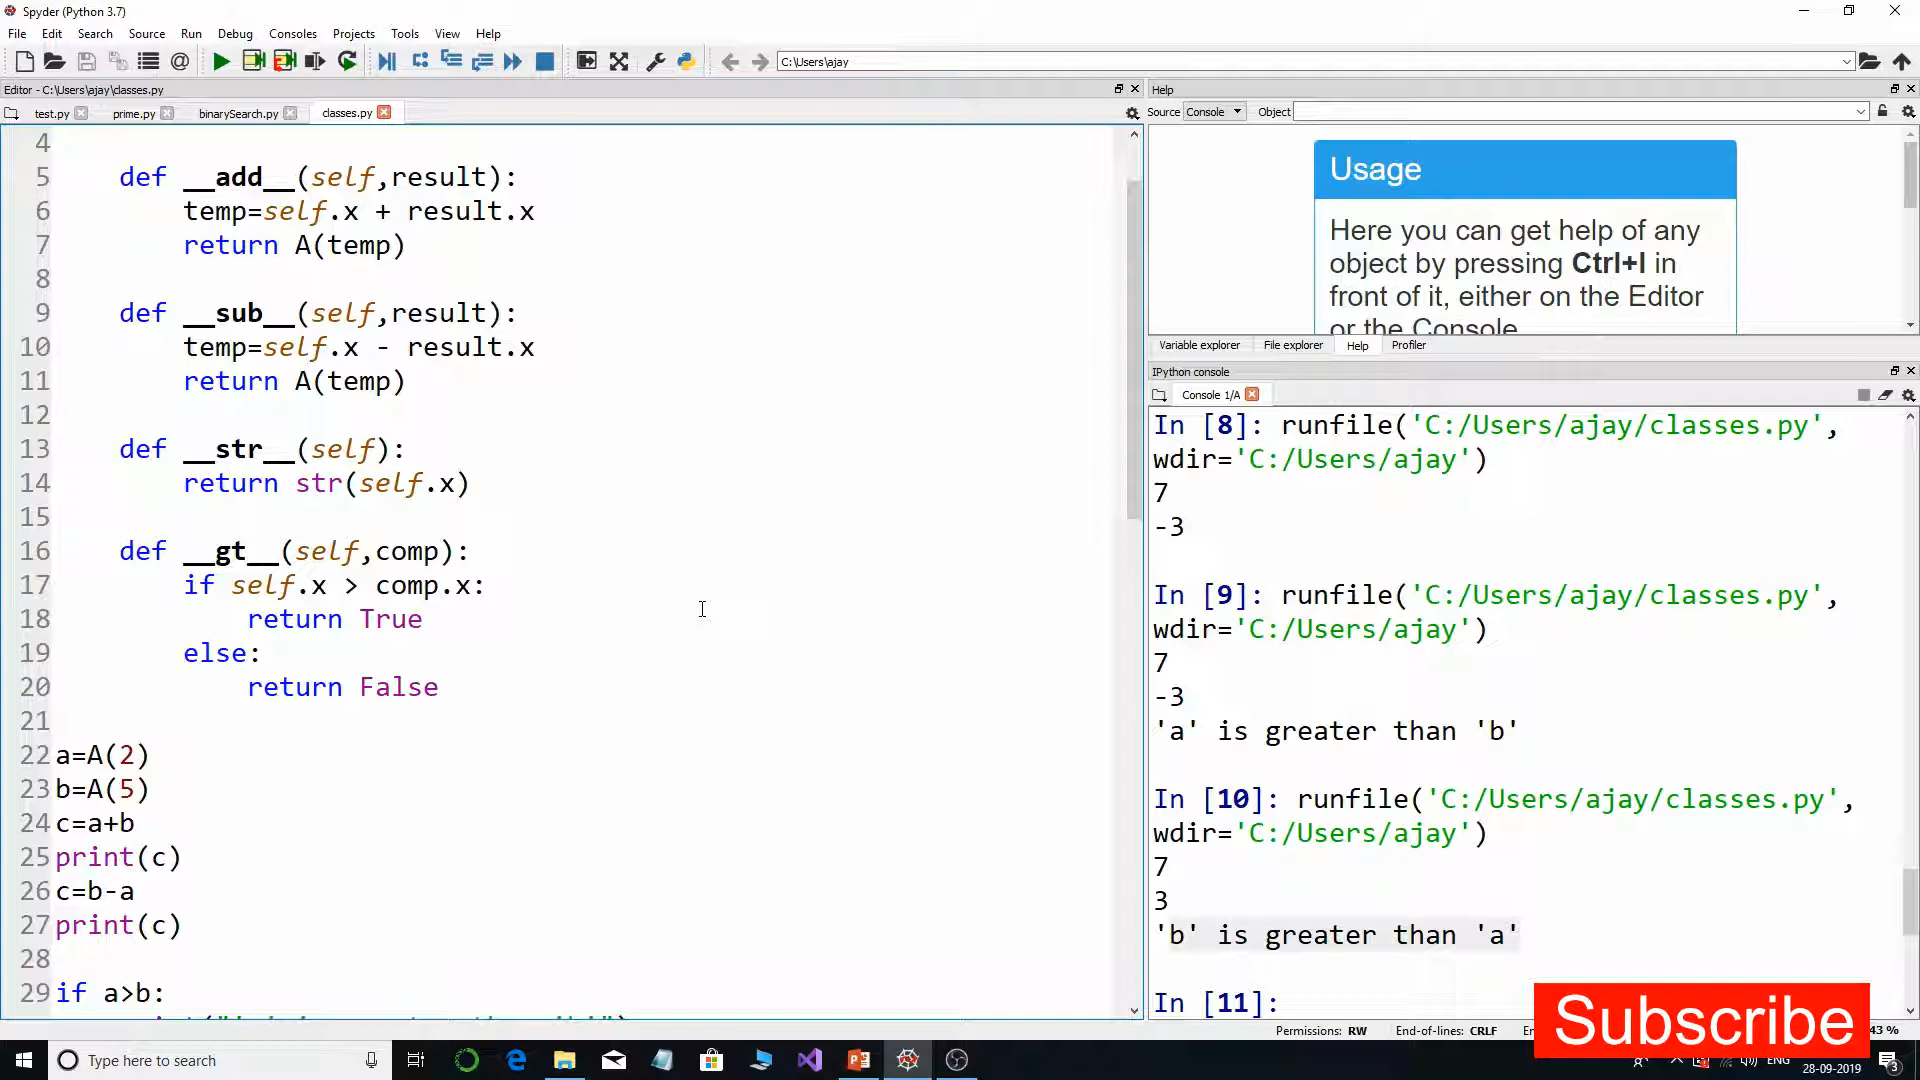 Spyder (Python 3.7)
File Edit Search Source Run Debug Consoles Projects Tools View Help
C:\Users\ajay
Editor - C:\Users\ajay\classes.py
test.py prime.py binarySearch.py classes.py
4
5 def __add__(self,result):
6 temp=self.x + result.x
7 return A(temp)
8
9 def __sub__(self,result):
10 temp=self.x - result.x
11 return A(temp)
12
13 def __str__(self):
14 return str(self.x)
15
16 def __gt__(self,comp):
17 if self.x > comp.x:
18 return True
19 else:
20 return False
21
22 a=A(2)
23 b=A(5)
24 c=a+b
25 print(c)
26 c=b-a
27 print(c)
28
29 if a>b:
Help
Source Console Object
Usage
Here you can get help of any
object by pressing Ctrl+I in
front of it, either on the Editor
or the Console
Variable explorer File explorer Help Profiler
IPython console
Console 1/A
In [8]: runfile('C:/Users/ajay/classes.py',
wdir='C:/Users/ajay')
7
-3
In [9]: runfile('C:/Users/ajay/classes.py',
wdir='C:/Users/ajay')
7
-3
'a' is greater than 'b'
In [10]: runfile('C:/Users/ajay/classes.py',
wdir='C:/Users/ajay')
7
3
'b' is greater than 'a'
In [11]:
Subscribe
Permissions: RW End-of-lines: CRLF 43 %
Type here to search
ENG
28-09-2019
3